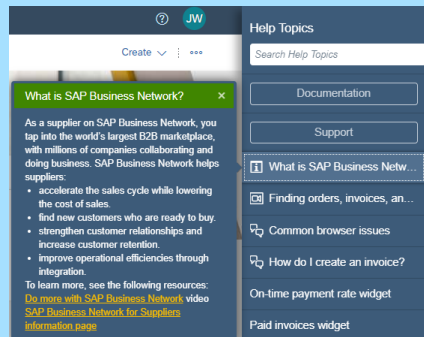 JW
Create
What is SAP Business Network?
As a supplier on SAP Business Network, you
tap into the world's largest B2B marketplace,
with millions of companies collaborating and
doing business. SAP Business Network helps
suppliers:
• accelerate the sales cycle while lowering
the cost of sales.
• find new customers who are ready to buy.
• strengthen customer relationships and
increase customer retention.
• improve operational efficiencies through
integration.
To learn more, see the following resources:
Do more with SAP Business Network video
SAP Business Network for Suppliers
information page
Help Topics
Search Help Topics
Documentation
Support
What is SAP Business Netw...
Finding orders, invoices, an...
Common browser issues
How do I create an invoice?
On-time payment rate widget
Paid invoices widget